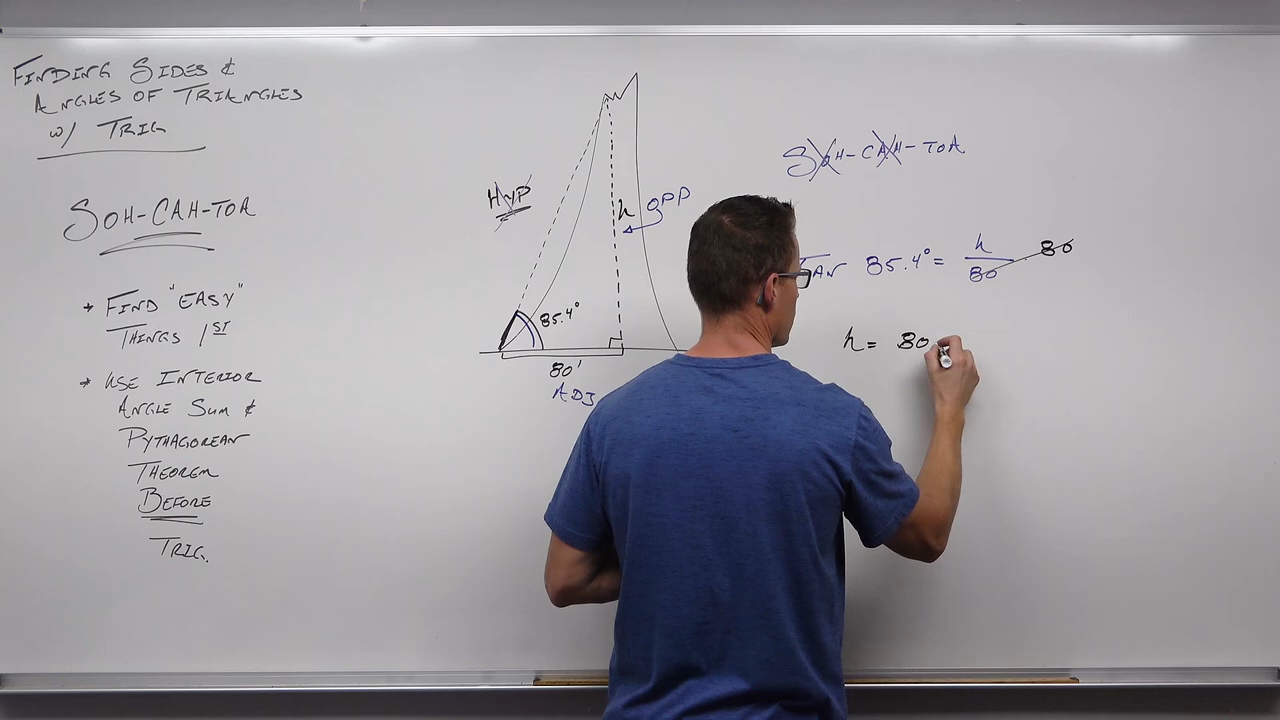 FINDING SIDES &
ANGLES OF TRIANGLES
W/ TRIG
SOH-CAH-TOA
* FIND "EASY"
THINGS 1ST
* USE INTERIOR
ANGLE SUM &
PYTHAGOREAN
THEOREM
BEFORE
TRIG.
HYP
h OPP
85.4°
80'
ADJ
SOH-CAH-TOA
TAN 85.4° = h/80 80
h = 80